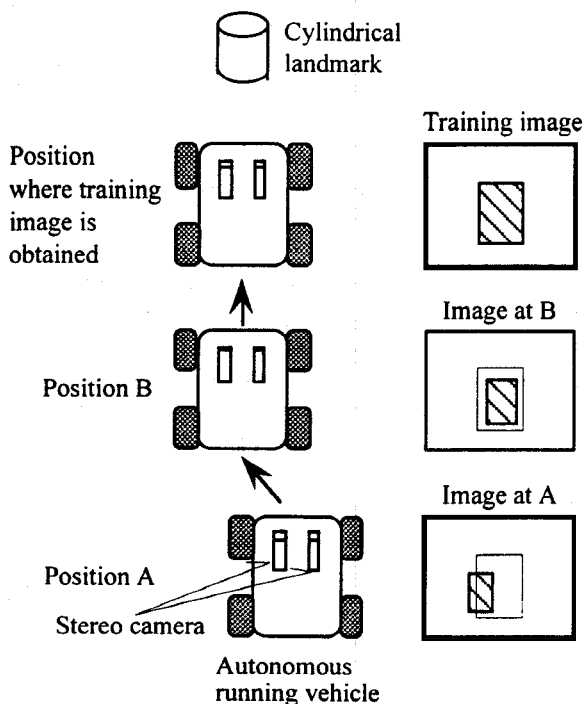 Cylindrical
landmark
Training image
Position
where training
image is
obtained
Image at B
Position B
Image at A
Position A
Stereo camera
Autonomous
running vehicle